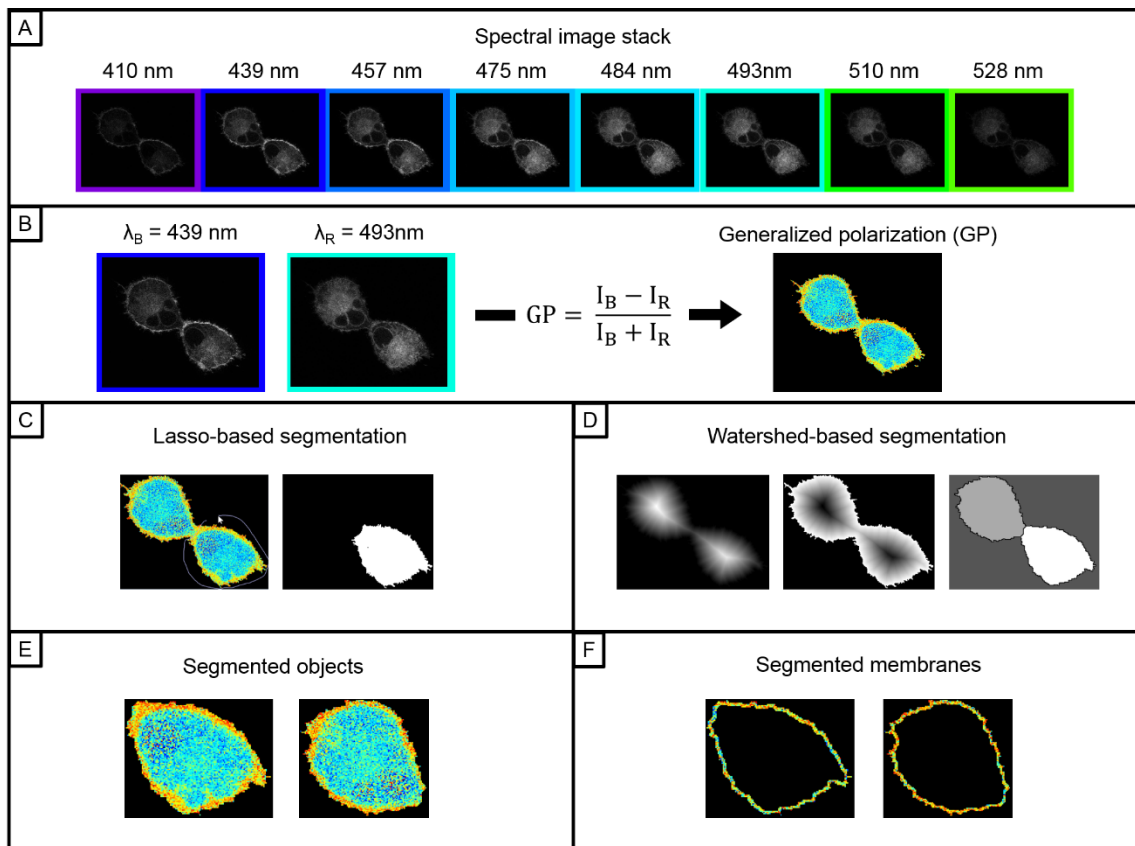 A
Spectral image stack
410 nm 439 nm 457 nm 475 nm 484 nm 493nm 510 nm 528 nm
B
λB = 439 nm λR = 493nm Generalized polarization (GP)
GP = (IB − IR) / (IB + IR)
C
Lasso-based segmentation
D
Watershed-based segmentation
E
Segmented objects
F
Segmented membranes